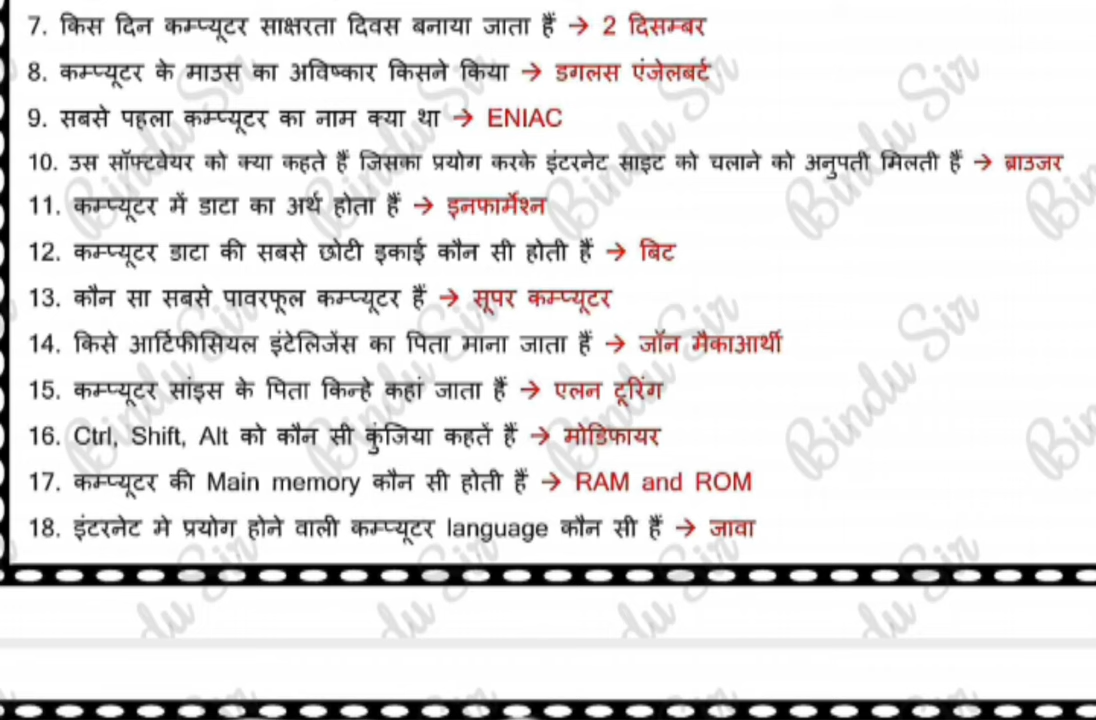 7. किस दिन कम्प्यूटर साक्षरता दिवस बनाया जाता हैं → 2 दिसम्बर
8. कम्प्यूटर के माउस का अविष्कार किसने किया → डगलस एंजेलबर्ट
9. सबसे पहला कम्प्यूटर का नाम क्या था → ENIAC
10. उस सॉफ्टवेयर को क्या कहते हैं जिसका प्रयोग करके इंटरनेट साइट को चलाने को अनुपती मिलती हैं → ब्राउजर
11. कम्प्यूटर में डाटा का अर्थ होता हैं → इनफार्मेश्न
12. कम्प्यूटर डाटा की सबसे छोटी इकाई कौन सी होती हैं → बिट
13. कौन सा सबसे पावरफूल कम्प्यूटर हैं → सूपर कम्प्यूटर
14. किसे आर्टिफीसियल इंटेलिजेंस का पिता माना जाता हैं → जॉन मैकाआर्थी
15. कम्प्यूटर सांइस के पिता किन्हे कहां जाता हैं → एलन टूरिंग
16. Ctrl, Shift, Alt को कौन सी कुंजिया कहतें हैं → मोडिफायर
17. कम्प्यूटर की Main memory कौन सी होती हैं → RAM and ROM
18. इंटरनेट मे प्रयोग होने वाली कम्प्यूटर language कौन सी हैं → जावा
Bindu Sir